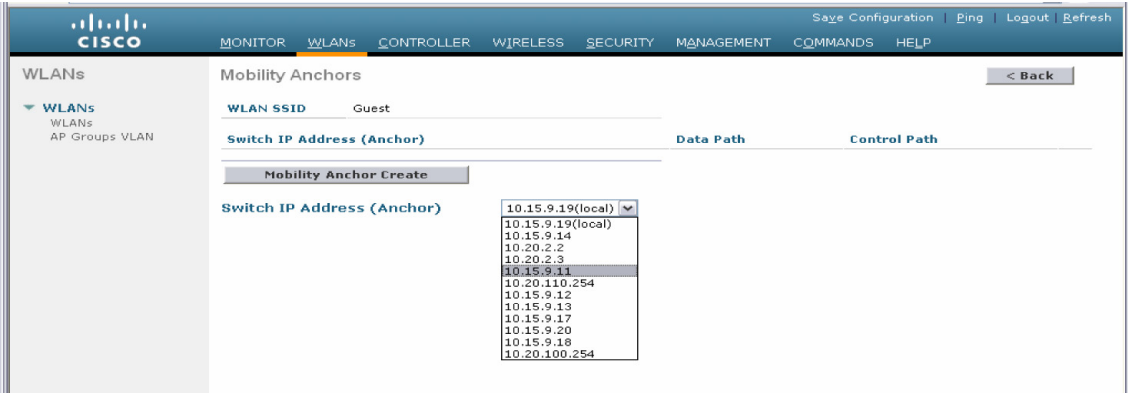 Save Configuration | Ping | Logout | Refresh
CISCO
MONITOR WLANs CONTROLLER WIRELESS SECURITY MANAGEMENT COMMANDS HELP
WLANs
WLANs
WLANs
AP Groups VLAN
Mobility Anchors
< Back
WLAN SSID Guest
Switch IP Address (Anchor) Data Path Control Path
Mobility Anchor Create
Switch IP Address (Anchor) 10.15.9.19(local)
10.15.9.19(local)
10.15.9.14
10.20.2.2
10.20.2.3
10.15.9.11
10.20.110.254
10.15.9.12
10.15.9.13
10.15.9.17
10.15.9.20
10.15.9.18
10.20.100.254